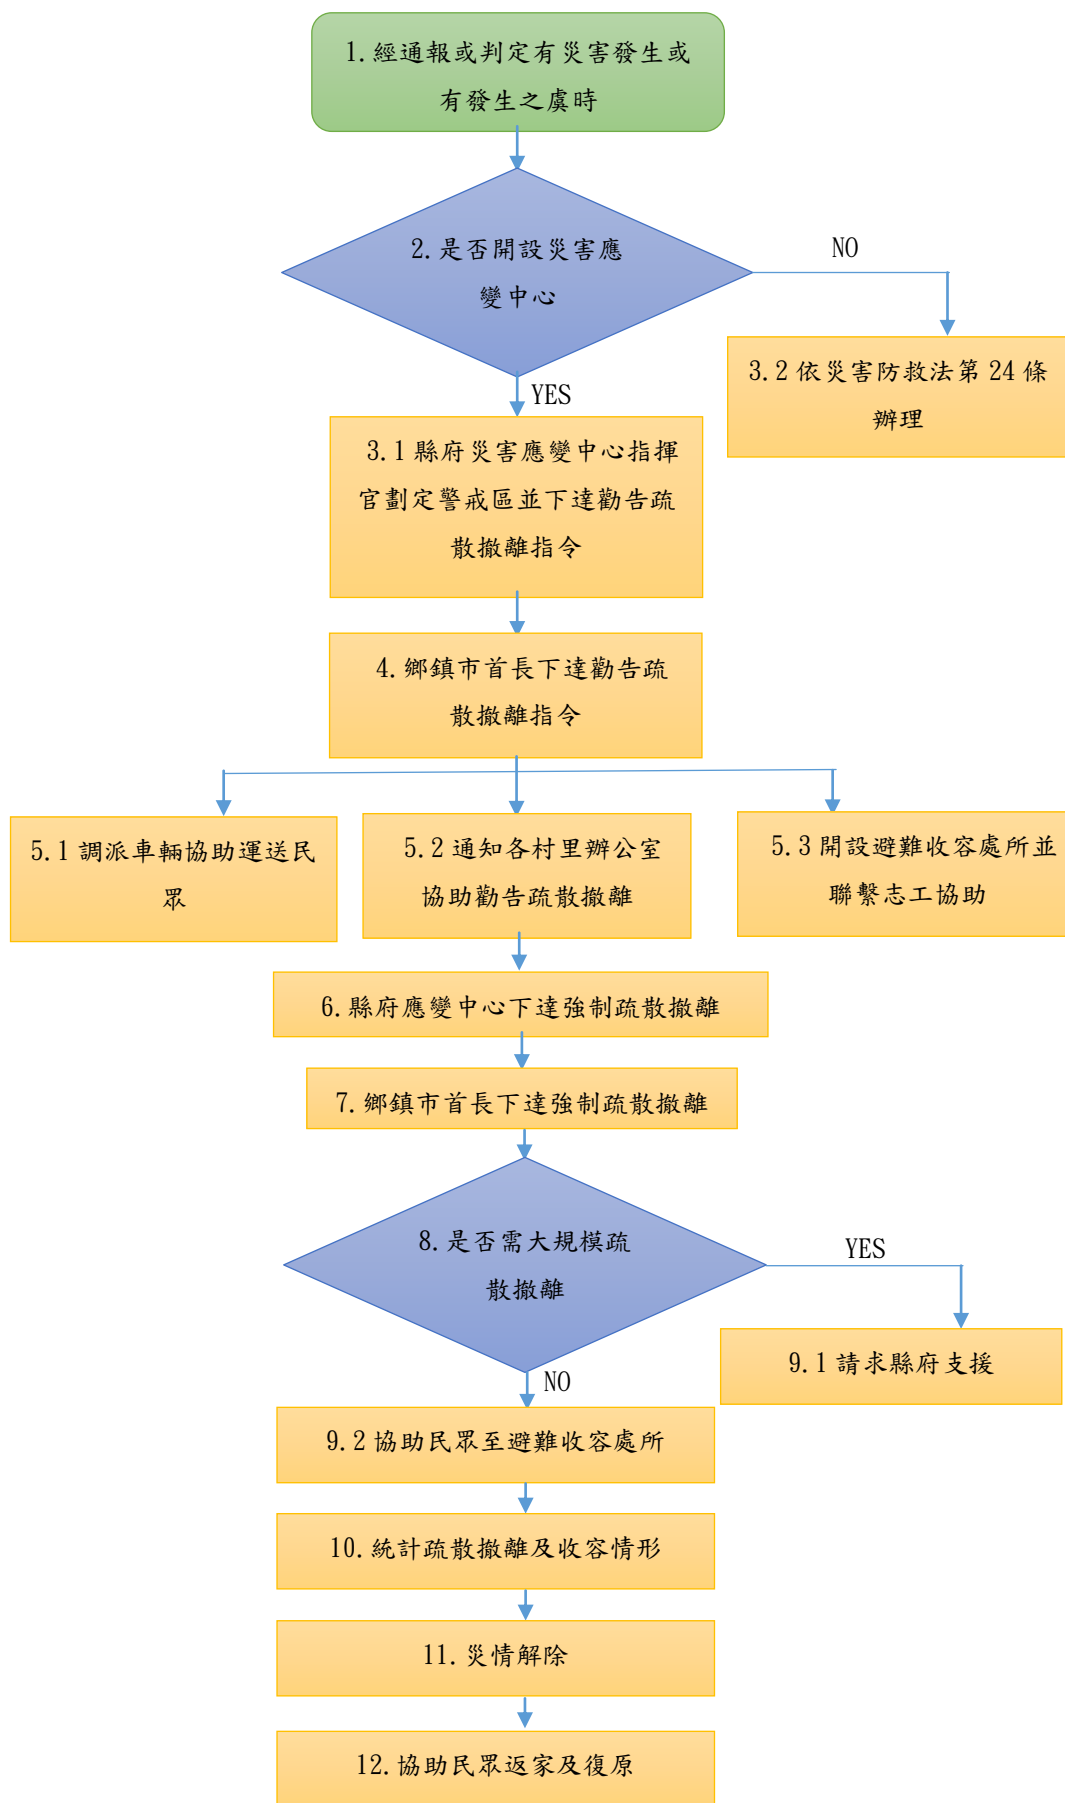 1.經通報或判定有災害發生或
有發生之虞時
2.是否開設災害應
變中心
NO
3.2 依災害防救法第 24 條
辦理
YES
3.1 縣府災害應變中心指揮
官劃定警戒區並下達勸告疏
散撤離指令
4.鄉鎮市首長下達勸告疏
散撤離指令
5.1 調派車輛協助運送民
眾
5.2 通知各村里辦公室
協助勸告疏散撤離
5.3 開設避難收容處所並
聯繫志工協助
6.縣府應變中心下達強制疏散撤離
7.鄉鎮市首長下達強制疏散撤離
8.是否需大規模疏
散撤離
YES
9.1 請求縣府支援
NO
9.2 協助民眾至避難收容處所
10.統計疏散撤離及收容情形
11.災情解除
12.協助民眾返家及復原